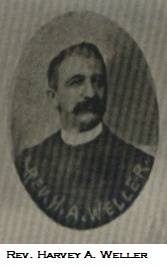 REV. H. A. WELLER.
REV. HARVEY A. WELLER